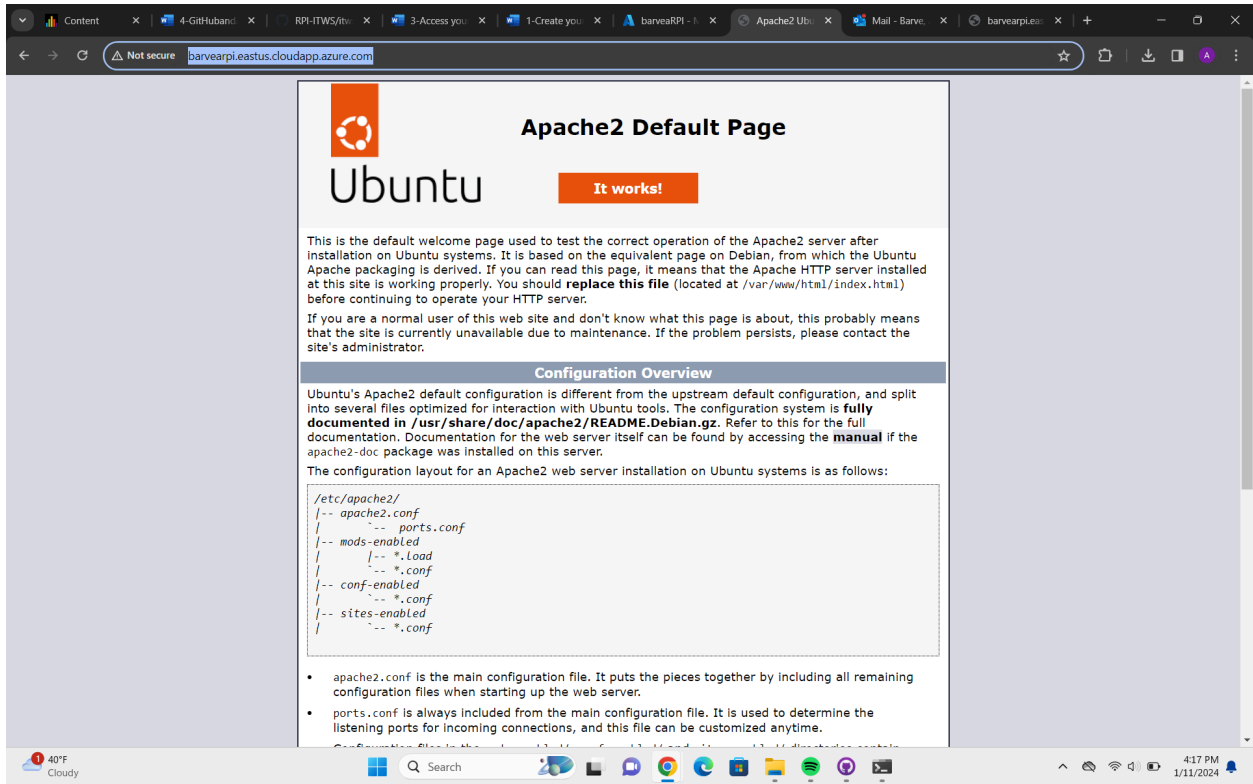 Content
4-GitHuband
RPI-ITWS/itw
3-Access you
1-Create you
barveaRPI - M
Apache2 Ubu
Mail - Barve,
barvearpi.eas
Not secure barvearpi.eastus.cloudapp.azure.com
A
Ubuntu
Apache2 Default Page
It works!
This is the default welcome page used to test the correct operation of the Apache2 server after
installation on Ubuntu systems. It is based on the equivalent page on Debian, from which the Ubuntu
Apache packaging is derived. If you can read this page, it means that the Apache HTTP server installed
at this site is working properly. You should replace this file (located at /var/www/html/index.html)
before continuing to operate your HTTP server.
If you are a normal user of this web site and don't know what this page is about, this probably means
that the site is currently unavailable due to maintenance. If the problem persists, please contact the
site's administrator.
Configuration Overview
Ubuntu's Apache2 default configuration is different from the upstream default configuration, and split
into several files optimized for interaction with Ubuntu tools. The configuration system is fully
documented in /usr/share/doc/apache2/README.Debian.gz. Refer to this for the full
documentation. Documentation for the web server itself can be found by accessing the manual if the
apache2-doc package was installed on this server.
The configuration layout for an Apache2 web server installation on Ubuntu systems is as follows:
/etc/apache2/
|-- apache2.conf
|       `--  ports.conf
|-- mods-enabled
|       |-- *.load
|       `-- *.conf
|-- conf-enabled
|       `-- *.conf
|-- sites-enabled
|       `-- *.conf
• apache2.conf is the main configuration file. It puts the pieces together by including all remaining
configuration files when starting up the web server.
• ports.conf is always included from the main configuration file. It is used to determine the
listening ports for incoming connections, and this file can be customized anytime.
1
40°F
Cloudy
Search
4:17 PM
1/11/2024